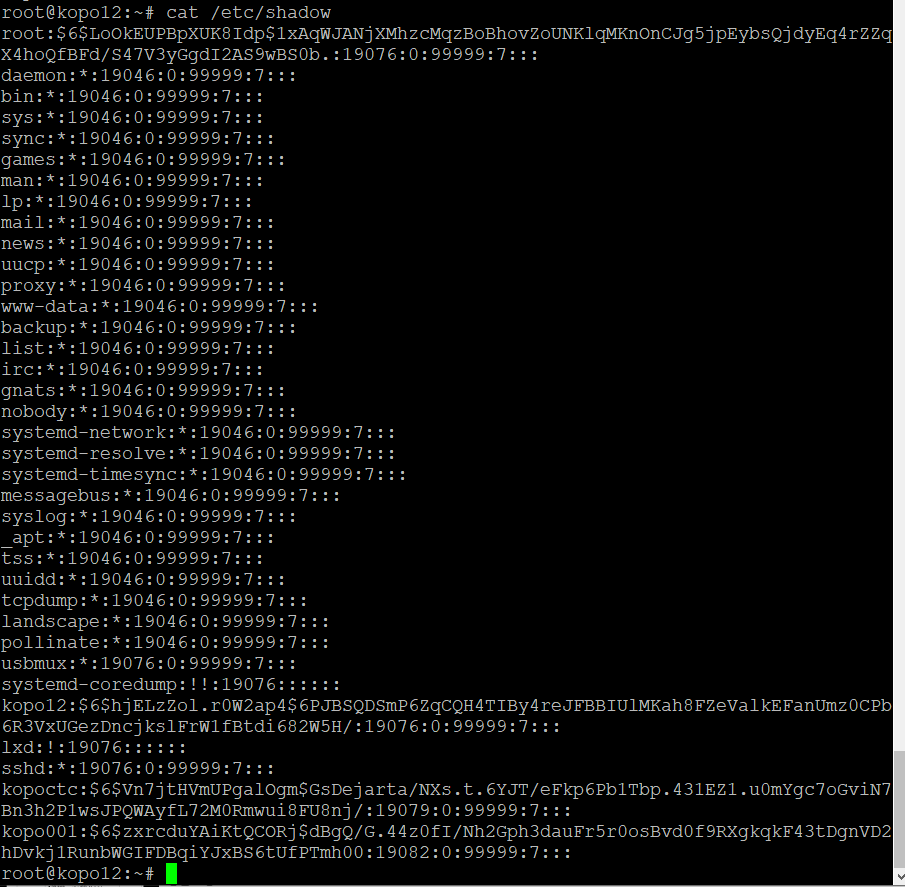 root@kopo12:~# cat /etc/shadow
root:$6$LoOkEUPBpXUK8Idp$1xAqWJANjXMhzcMqzBoBhovZoUNKlqMKnOnCJg5jpEybsQjdyEq4rZZq
X4hoQfBFd/S47V3yGgdI2AS9wBS0b.:19076:0:99999:7:::
daemon:*:19046:0:99999:7:::
bin:*:19046:0:99999:7:::
sys:*:19046:0:99999:7:::
sync:*:19046:0:99999:7:::
games:*:19046:0:99999:7:::
man:*:19046:0:99999:7:::
lp:*:19046:0:99999:7:::
mail:*:19046:0:99999:7:::
news:*:19046:0:99999:7:::
uucp:*:19046:0:99999:7:::
proxy:*:19046:0:99999:7:::
www-data:*:19046:0:99999:7:::
backup:*:19046:0:99999:7:::
list:*:19046:0:99999:7:::
irc:*:19046:0:99999:7:::
gnats:*:19046:0:99999:7:::
nobody:*:19046:0:99999:7:::
systemd-network:*:19046:0:99999:7:::
systemd-resolve:*:19046:0:99999:7:::
systemd-timesync:*:19046:0:99999:7:::
messagebus:*:19046:0:99999:7:::
syslog:*:19046:0:99999:7:::
_apt:*:19046:0:99999:7:::
tss:*:19046:0:99999:7:::
uuidd:*:19046:0:99999:7:::
tcpdump:*:19046:0:99999:7:::
landscape:*:19046:0:99999:7:::
pollinate:*:19046:0:99999:7:::
usbmux:*:19076:0:99999:7:::
systemd-coredump:!!:19076::::::
kopo12:$6$hjELzZol.r0W2ap4$6PJBSQDSmP6ZqCQH4TIBy4reJFBBIUlMKah8FZeValkEFanUmz0CPb
6R3VxUGezDncjkslFrW1fBtdi682W5H/:19076:0:99999:7:::
lxd:!:19076::::::
sshd:*:19076:0:99999:7:::
kopoctc:$6$Vn7jtHVmUPgalOgm$GsDejarta/NXs.t.6YJT/eFkp6Pb1Tbp.431EZ1.u0mYgc7oGviN7
Bn3h2P1wsJPQWAyfL72M0Rmwui8FU8nj/:19079:0:99999:7:::
kopo001:$6$zxrcduYAiKtQCORj$dBgQ/G.44z0fI/Nh2Gph3dauFr5r0osBvd0f9RXgkqkF43tDgnVD2
hDvkj1RunbWGIFDBqiYJxBS6tUfPTmh00:19082:0:99999:7:::
root@kopo12:~#